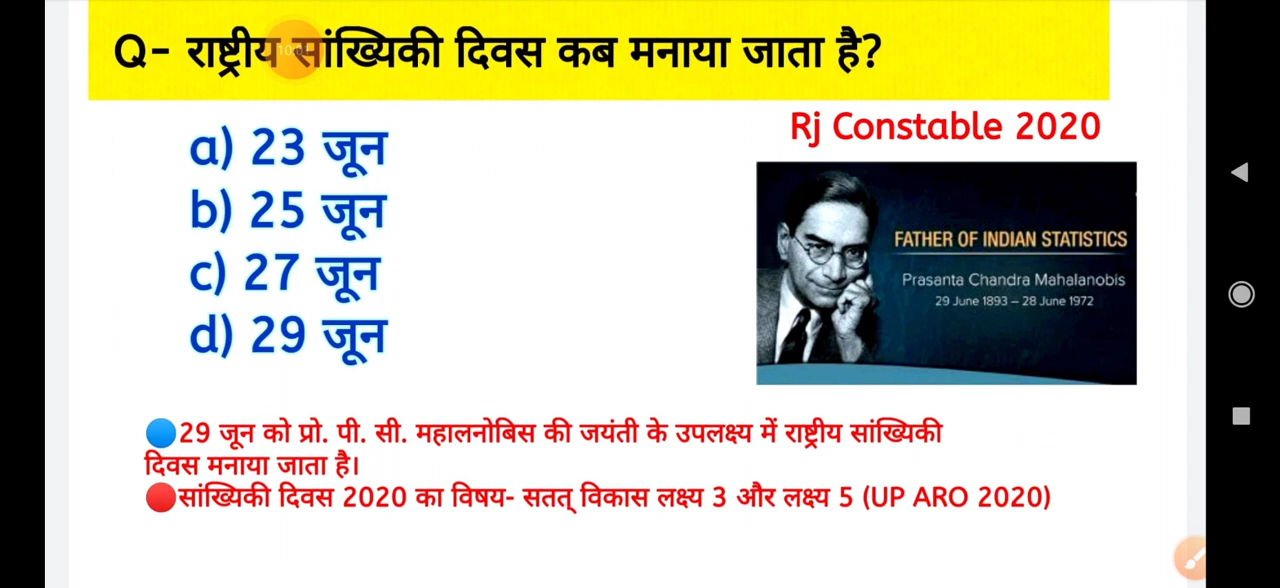 Q- राष्ट्रीय सांख्यिकी दिवस कब मनाया जाता है?
Rj Constable 2020
a) 23 जून
b) 25 जून
c) 27 जून
d) 29 जून
FATHER OF INDIAN STATISTICS
Prasanta Chandra Mahalanobis
29 June 1893 – 28 June 1972
29 जून को प्रो. पी. सी. महालनोबिस की जयंती के उपलक्ष्य में राष्ट्रीय सांख्यिकी
दिवस मनाया जाता है।
सांख्यिकी दिवस 2020 का विषय- सतत् विकास लक्ष्य 3 और लक्ष्य 5 (UP ARO 2020)